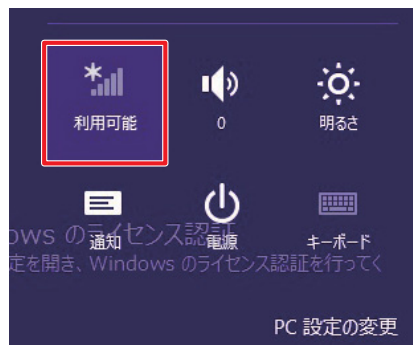 利用可能
0
明るさ
通知
電源
キーボード
ows のライセンス認証
定を開き、Windows のライセンス認証を行ってく
PC 設定の変更